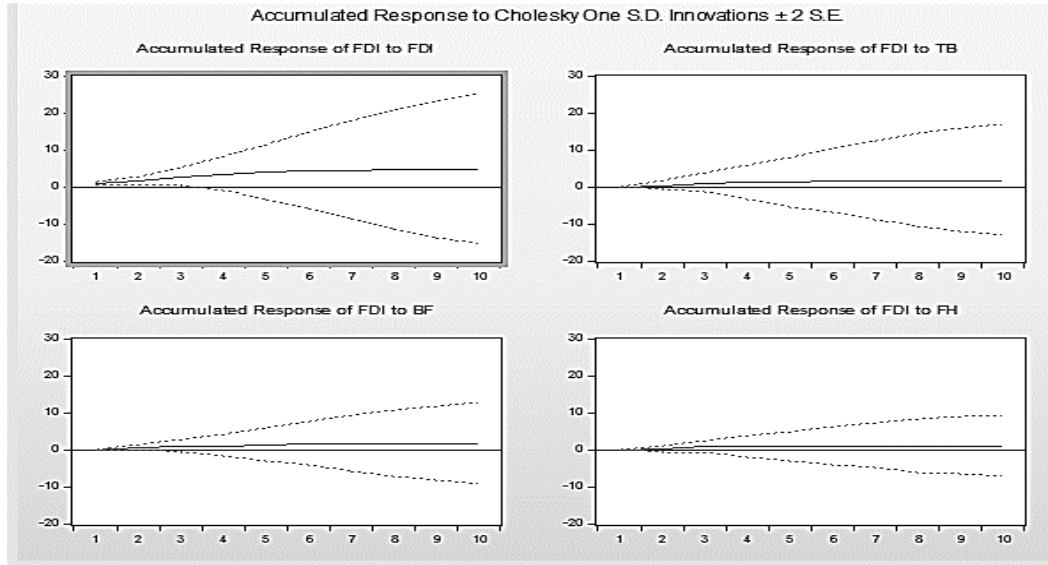 Accumulated Response to Cholesky One S.D. Innovations ± 2 S.E.
Accumulated Response of FDI to FDI
30
20
10
0
-10
-20
1 2 3 4 5 6 7 8 9 10
Accumulated Response of FDI to TB
30
20
10
0
-10
-20
1 2 3 4 5 6 7 8 9 10
Accumulated Response of FDI to BF
30
20
10
0
-10
-20
1 2 3 4 5 6 7 8 9 10
Accumulated Response of FDI to FH
30
20
10
0
-10
-20
1 2 3 4 5 6 7 8 9 10